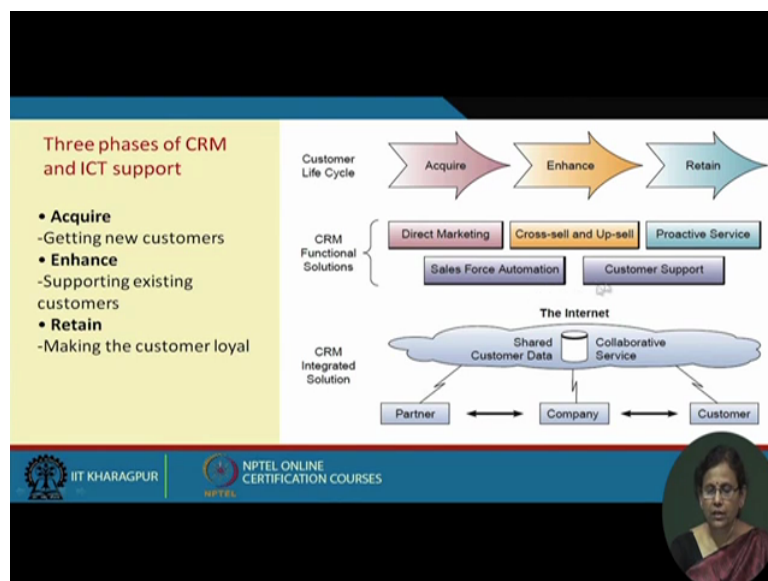 Three phases of CRM
and ICT support
• Acquire
-Getting new customers
• Enhance
-Supporting existing
customers
• Retain
-Making the customer loyal
Customer
Life Cycle
Acquire
Enhance
Retain
CRM
Functional
Solutions
Direct Marketing
Cross-sell and Up-sell
Proactive Service
Sales Force Automation
Customer Support
The Internet
CRM
Integrated
Solution
Shared
Customer Data
Collaborative
Service
Partner
Company
Customer
IIT KHARAGPUR
NPTEL
NPTEL ONLINE
CERTIFICATION COURSES